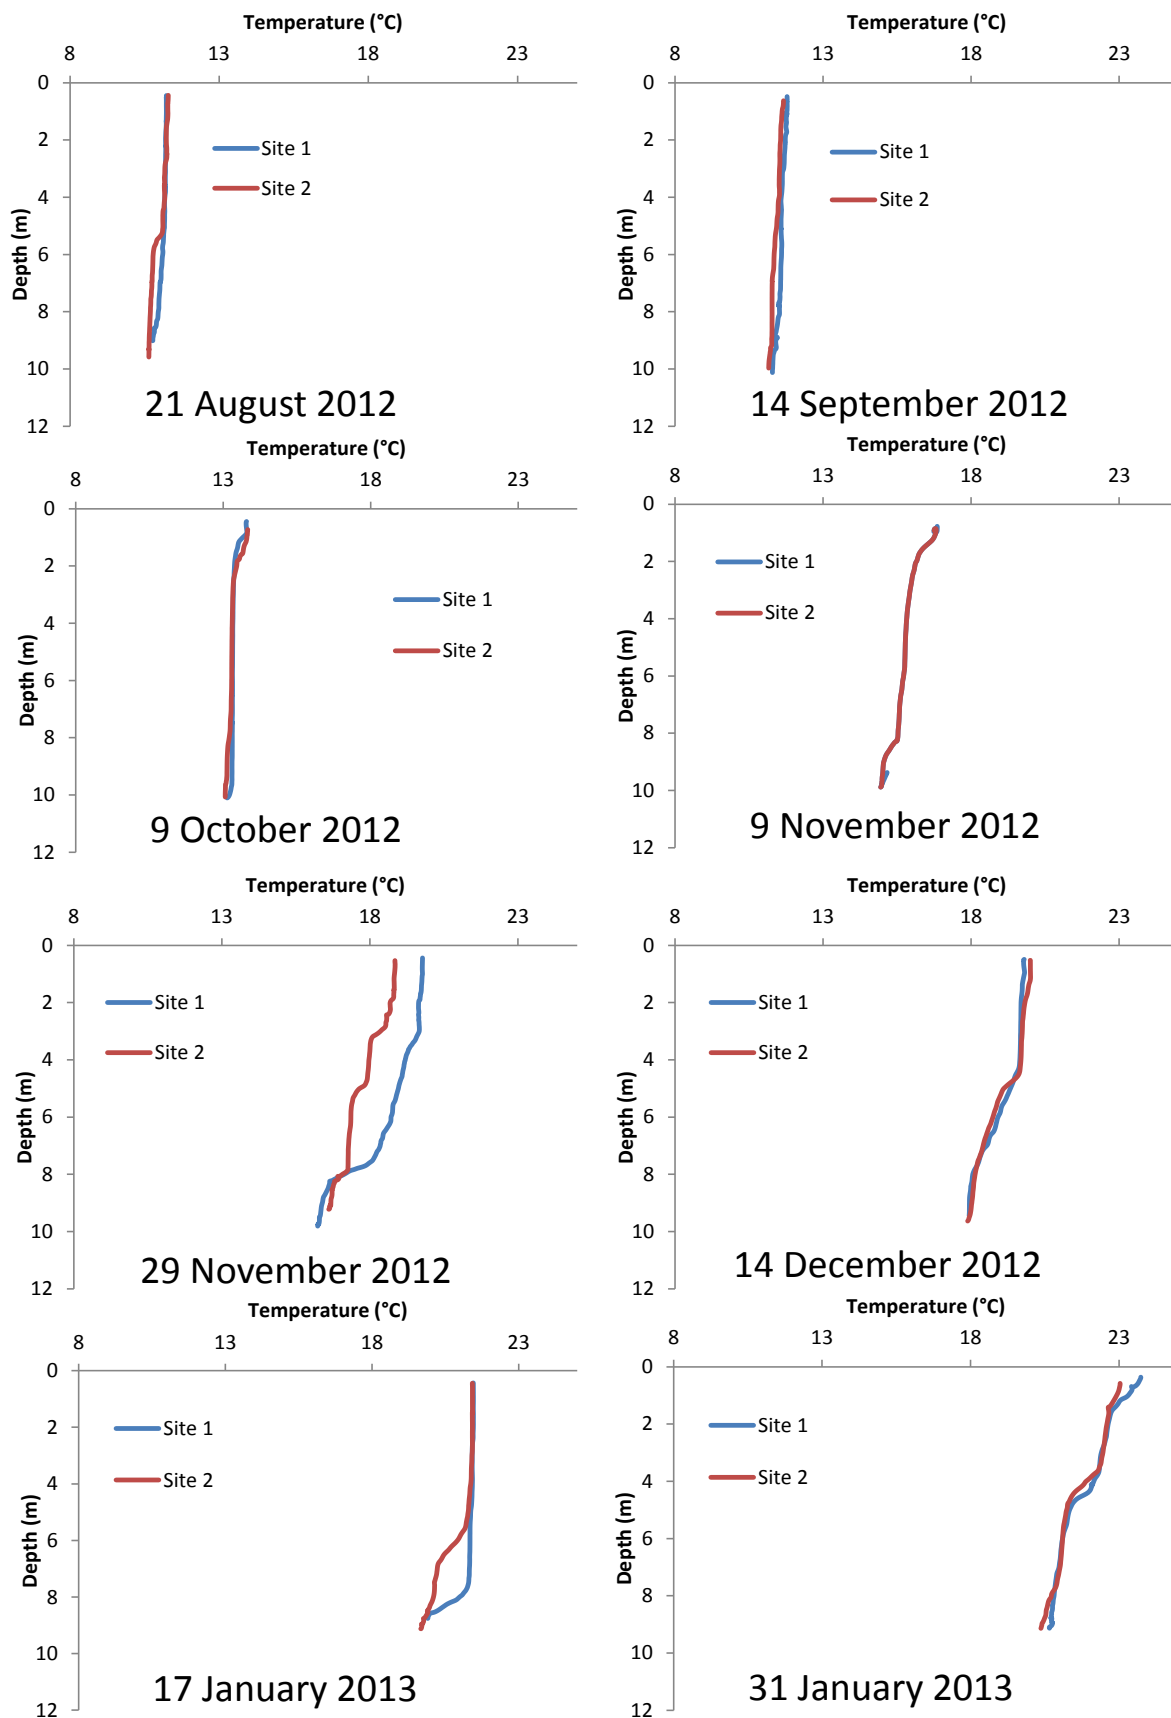 Temperature (°C)
8 13 18 23
0
2
4
6
8
10
12
Depth (m)
Site 1
Site 2
21 August 2012
Temperature (°C)
8 13 18 23
0
2
4
6
8
10
12
Depth (m)
Site 1
Site 2
14 September 2012
Temperature (°C)
8 13 18 23
0
2
4
6
8
10
12
Depth (m)
Site 1
Site 2
9 October 2012
8 13 18 23
0
2
4
6
8
10
12
Depth (m)
Site 1
Site 2
9 November 2012
Temperature (°C)
8 13 18 23
0
2
4
6
8
10
12
Depth (m)
Site 1
Site 2
29 November 2012
Temperature (°C)
8 13 18 23
0
2
4
6
8
10
12
Depth (m)
Site 1
Site 2
14 December 2012
Temperature (°C)
8 13 18 23
0
2
4
6
8
10
12
Depth (m)
Site 1
Site 2
17 January 2013
Temperature (°C)
8 13 18 23
0
2
4
6
8
10
12
Depth (m)
Site 1
Site 2
31 January 2013